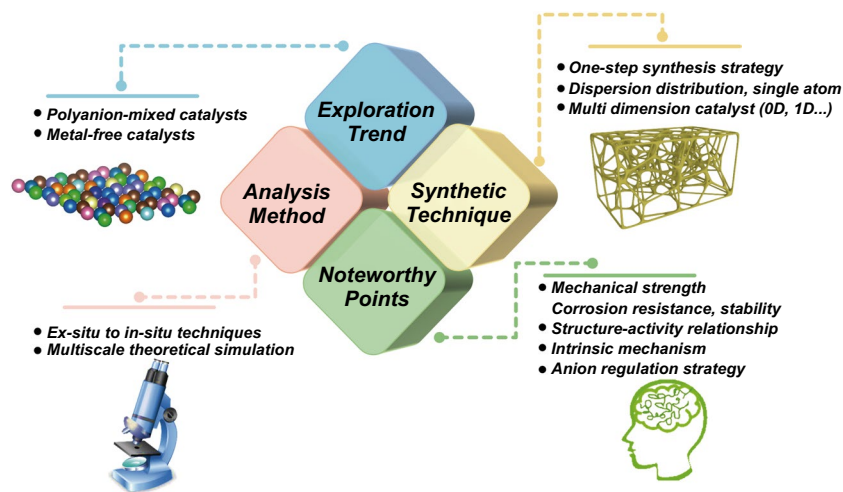 Exploration
Trend
Polyanion-mixed catalysts
Metal-free catalysts
Synthetic
Technique
One-step synthesis strategy
Dispersion distribution, single atom
Multi dimension catalyst (0D, 1D...)
Analysis
Method
Ex-situ to in-situ techniques
Multiscale theoretical simulation
Noteworthy
Points
Mechanical strength
Corrosion resistance, stability
Structure-activity relationship
Intrinsic mechanism
Anion regulation strategy